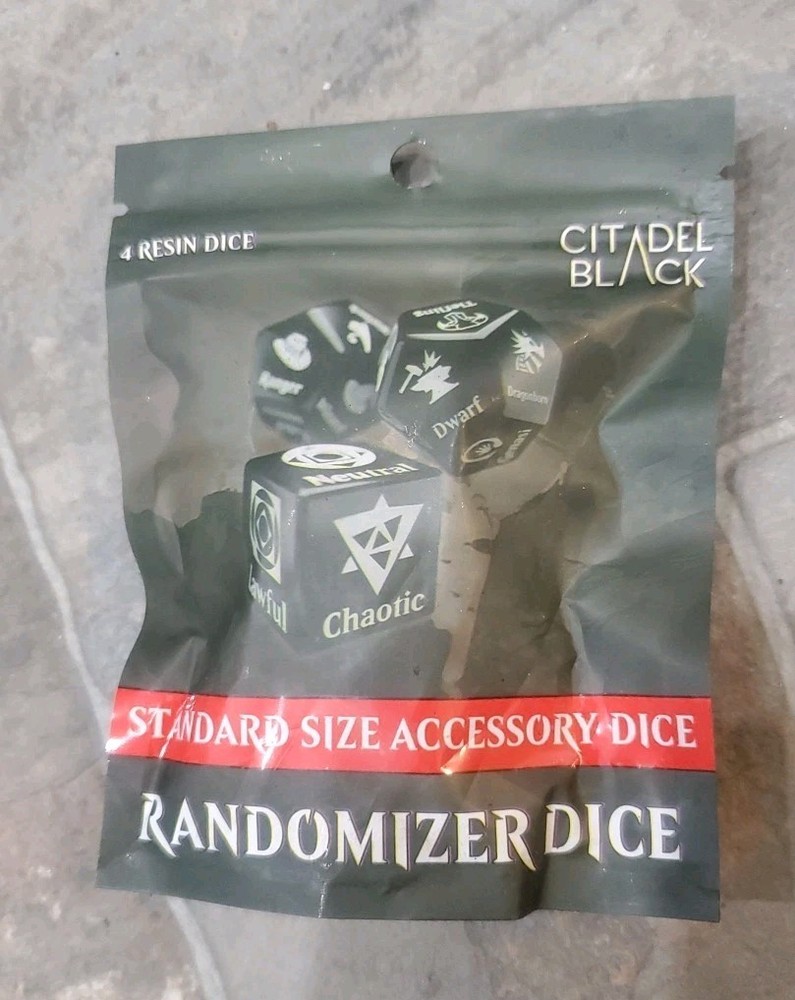 4 RESIN DICE
CITADEL
BLACK
Tiefling
Ranger
Dwarf
Dragonborn
Neutral
Lawful
Chaotic
STANDARD SIZE ACCESSORY DICE
RANDOMIZER DICE